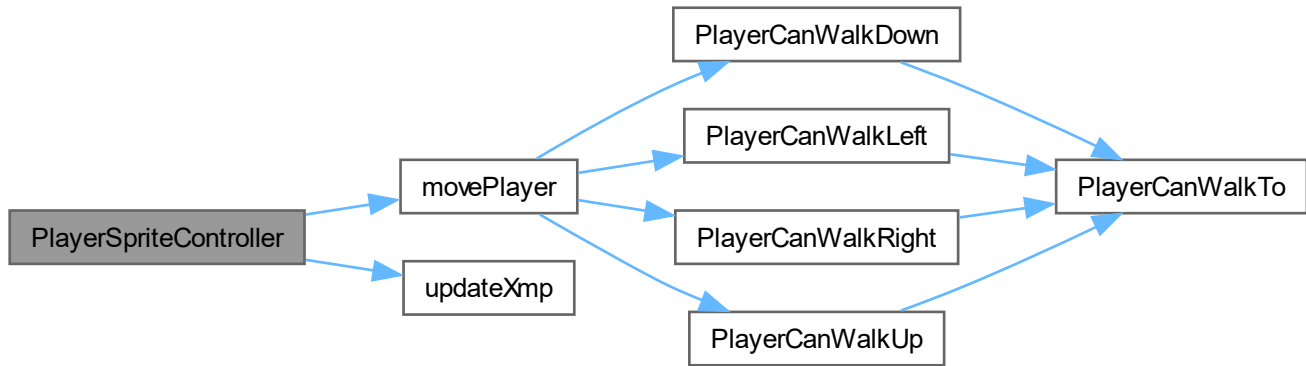 PlayerSpriteController
movePlayer
updateXmp
PlayerCanWalkDown
PlayerCanWalkLeft
PlayerCanWalkRight
PlayerCanWalkUp
PlayerCanWalkTo